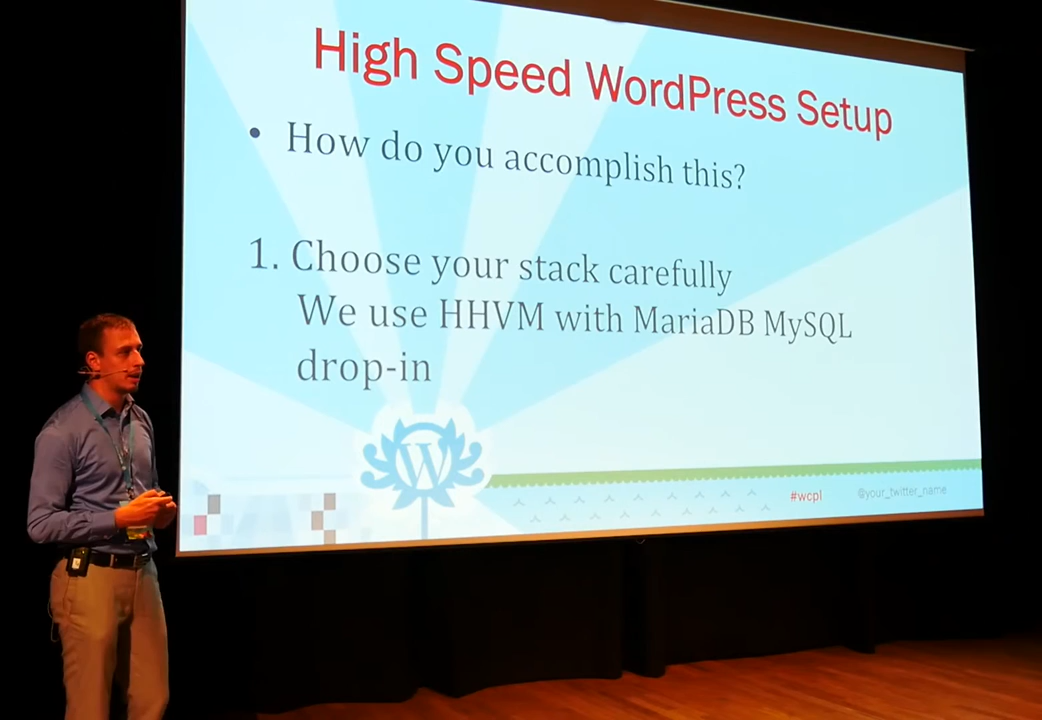 High Speed WordPress Setup
• How do you accomplish this?
1. Choose your stack carefully
We use HHVM with MariaDB MySQL
drop-in
W
#wcpl @your_twitter_name